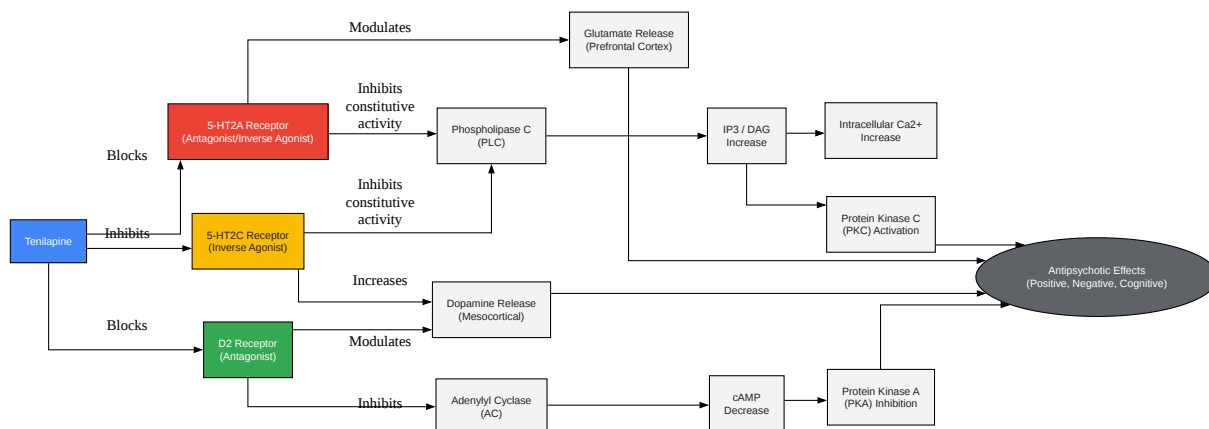 Modulates
Glutamate Release
(Prefrontal Cortex)
Inhibits
constitutive
activity
5-HT2A Receptor
(Antagonist/Inverse Agonist)
Phospholipase C
(PLC)
IP3 / DAG
Increase
Intracellular Ca2+
Increase
Blocks
Inhibits
constitutive
activity
Protein Kinase C
(PKC) Activation
Tenilapine
Inhibits
5-HT2C Receptor
(Inverse Agonist)
Increases
Dopamine Release
(Mesocortical)
Antipsychotic Effects
(Positive, Negative, Cognitive)
Blocks
D2 Receptor
(Antagonist)
Modulates
Inhibits
Adenylyl Cyclase
(AC)
cAMP
Decrease
Protein Kinase A
(PKA) Inhibition